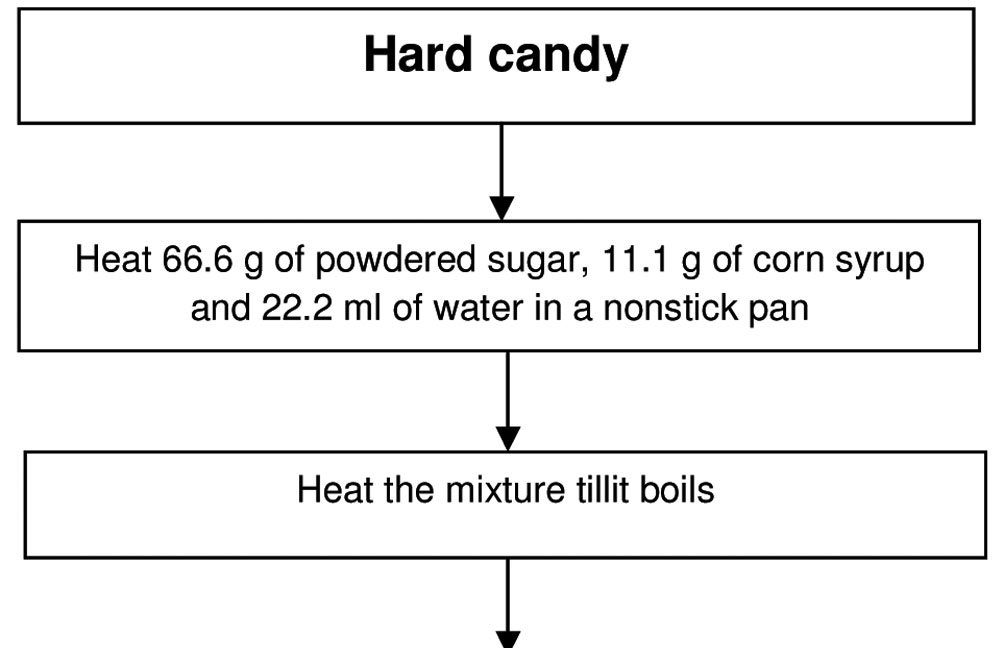 Hard candy
Heat 66.6 g of powdered sugar, 11.1 g of corn syrup
and 22.2 ml of water in a nonstick pan
Heat the mixture tillit boils